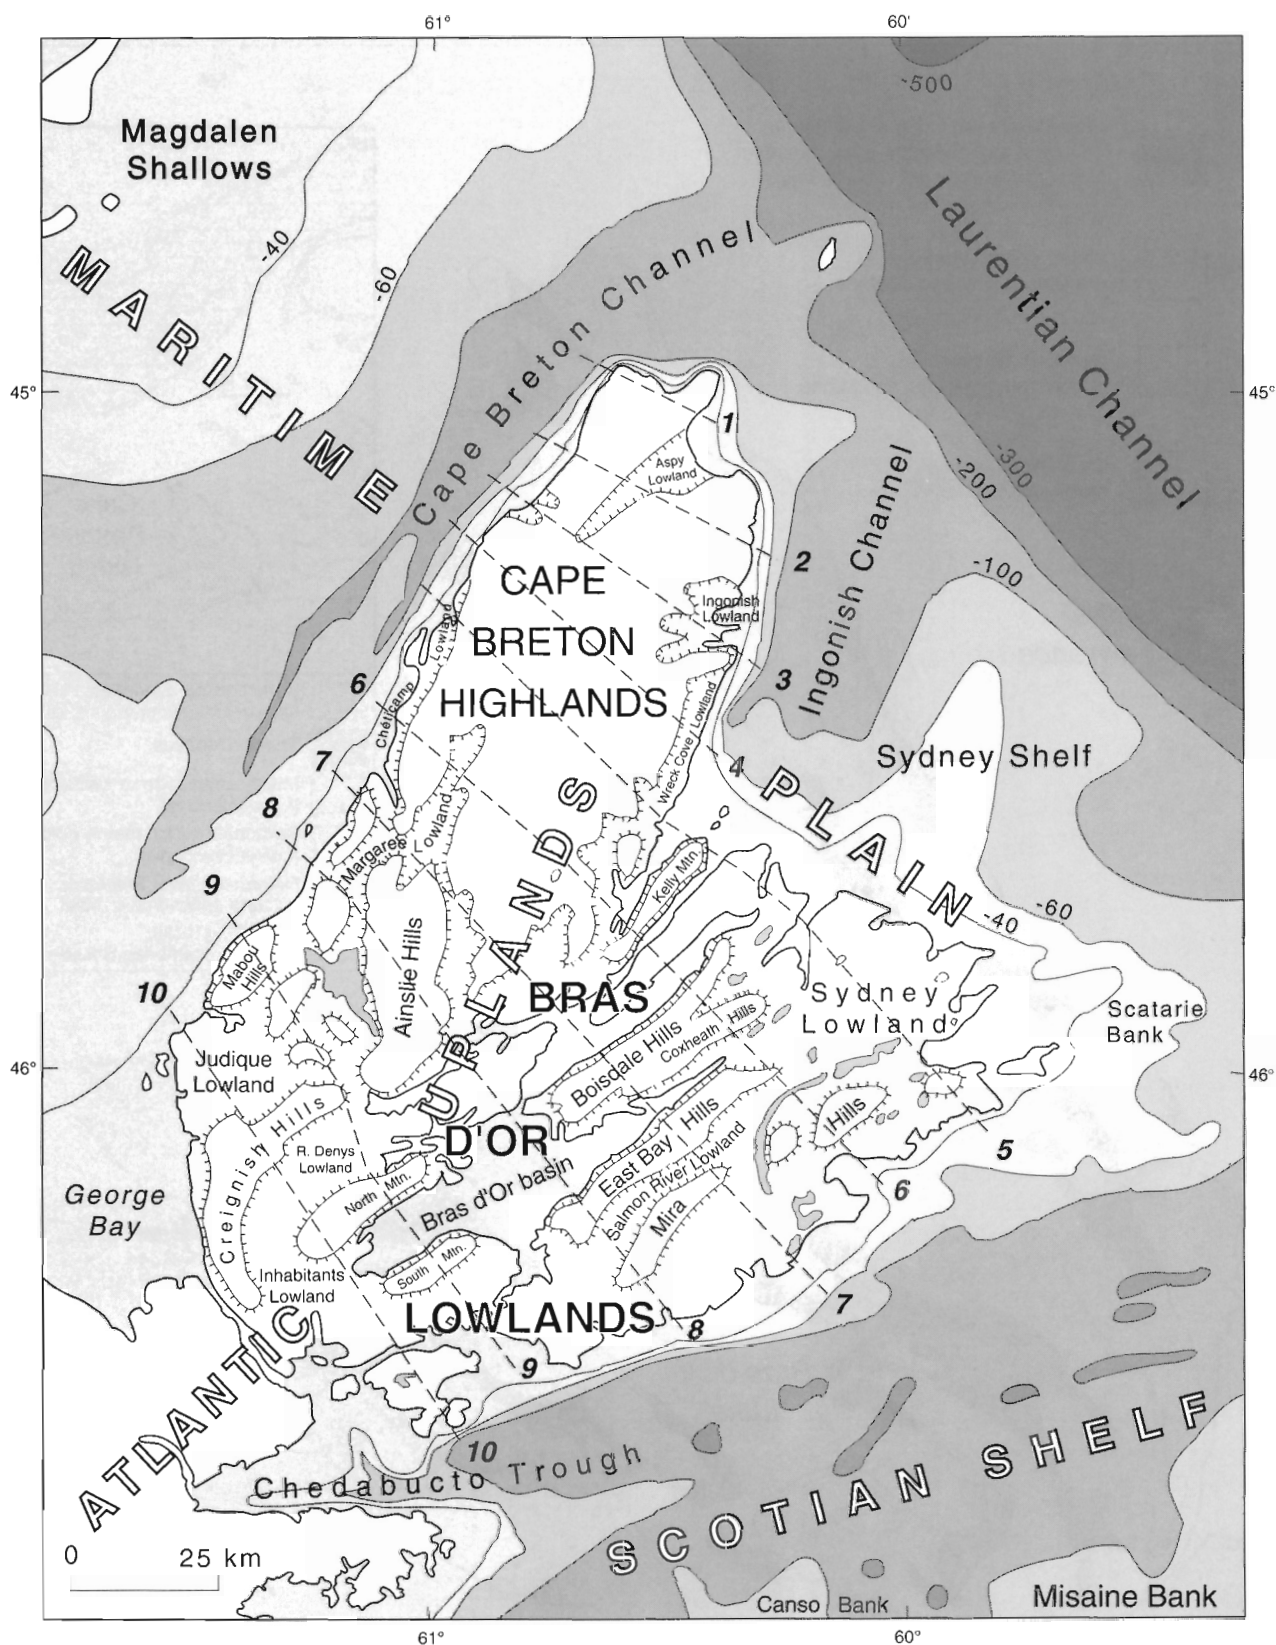 61°
60'
-500
Magdalen
Shallows
-40
-60
MARITIME
Cape Breton Channel
Laurentian Channel
45°
45°
1
Aspy
Lowland
-300
-200
-100
Ingonish Channel
2
CAPE
BRETON
HIGHLANDS
Ingonish
Lowland
3
Chéticamp Lowland
6
7
8
9
10
Wreck Cove Lowland
4
Sydney Shelf
PLAIN
-40
-60
Margaree Lowland
Kelly Mtn.
UPLANDS
Mabou
Hills
Ainslie Hills
BRAS
D'OR
LOWLANDS
Sydney
Lowland
Scatarie
Bank
Boisdale Hills
Coxheath Hills
Judique
Lowland
46°
46°
Creignish Hills
R. Denys
Lowland
North Mtn.
Bras d'Or basin
East Bay Hills
Salmon River Lowland
Mira
Hills
5
6
7
8
9
10
George
Bay
South Mtn.
Inhabitants
Lowland
ATLANTIC
Chedabucto Trough
SCOTIAN SHELF
0 25 km
Canso Bank
Misaine Bank
61°
60°